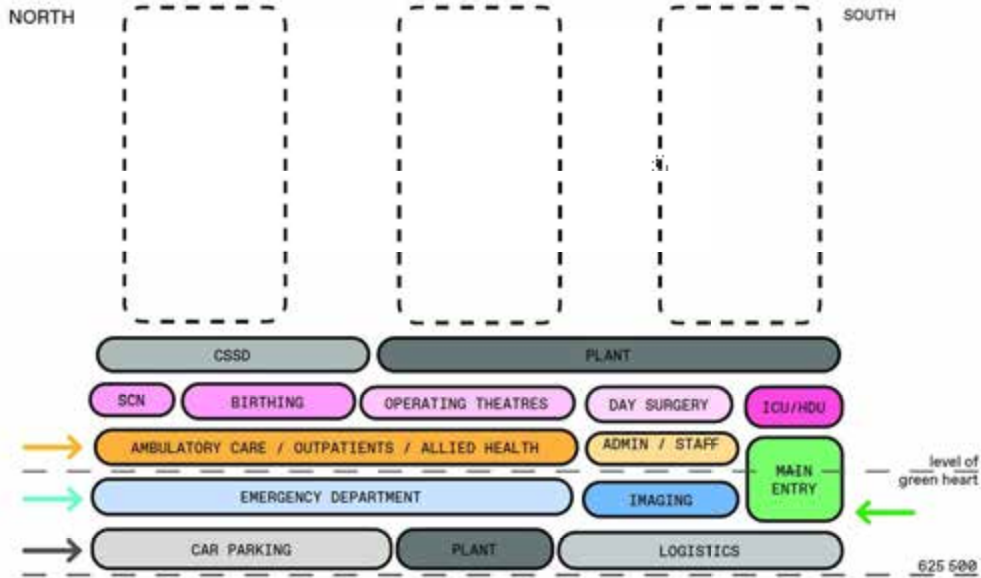 NORTH
SOUTH
CSSD
PLANT
SCN
BIRTHING
OPERATING THEATRES
DAY SURGERY
ICU/HDU
AMBULATORY CARE / OUTPATIENTS / ALLIED HEALTH
ADMIN / STAFF
MAIN
ENTRY
level of
green heart
EMERGENCY DEPARTMENT
IMAGING
CAR PARKING
PLANT
LOGISTICS
625 500